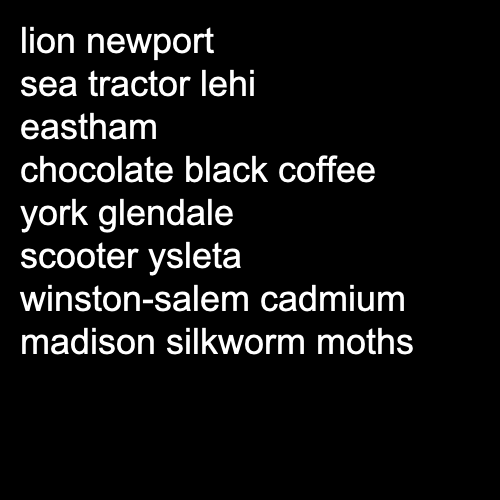 lion newport
sea tractor lehi
eastham
chocolate black coffee
york glendale
scooter ysleta
winston-salem cadmium
madison silkworm moths